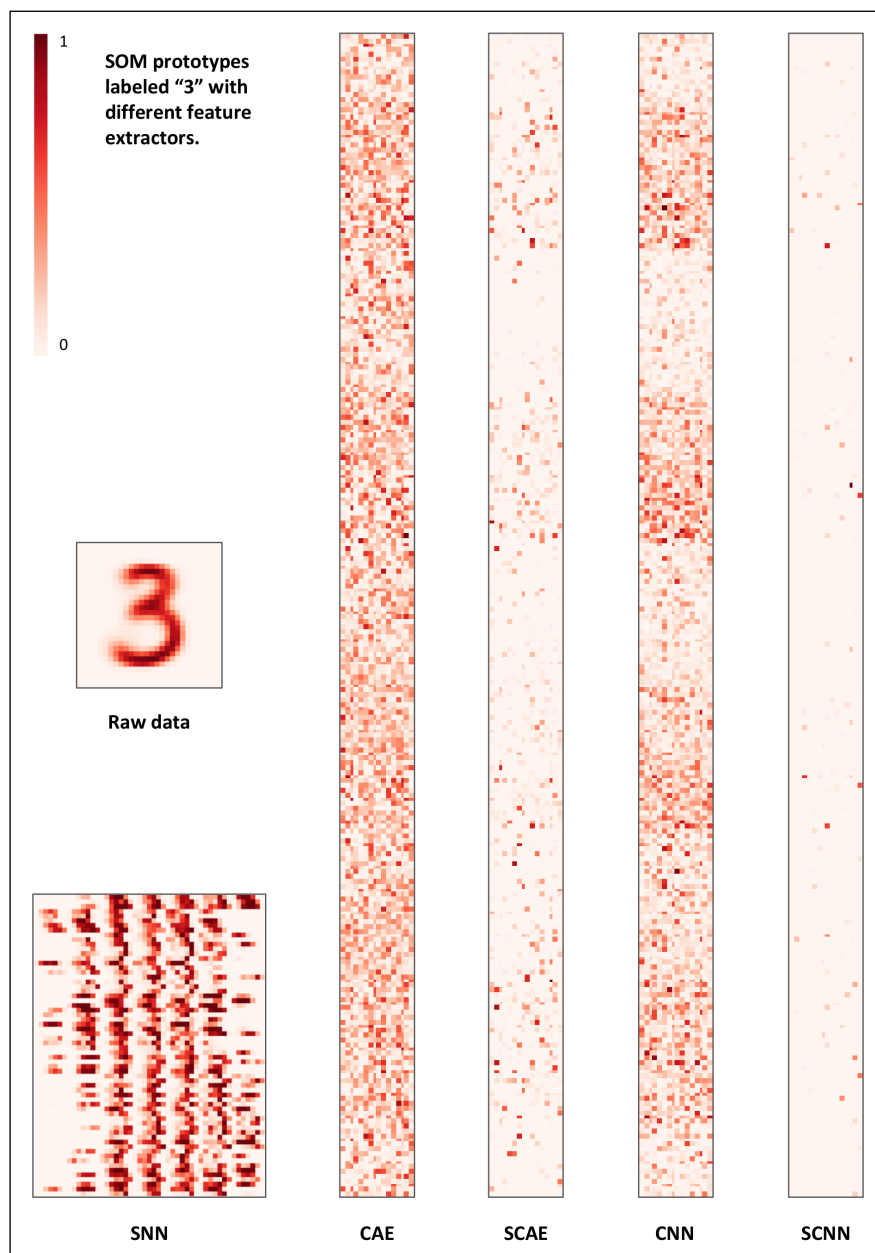 1
SOM prototypes
labeled “3” with
different feature
extractors.
0
Raw data
SNN
CAE
SCAE
CNN
SCNN